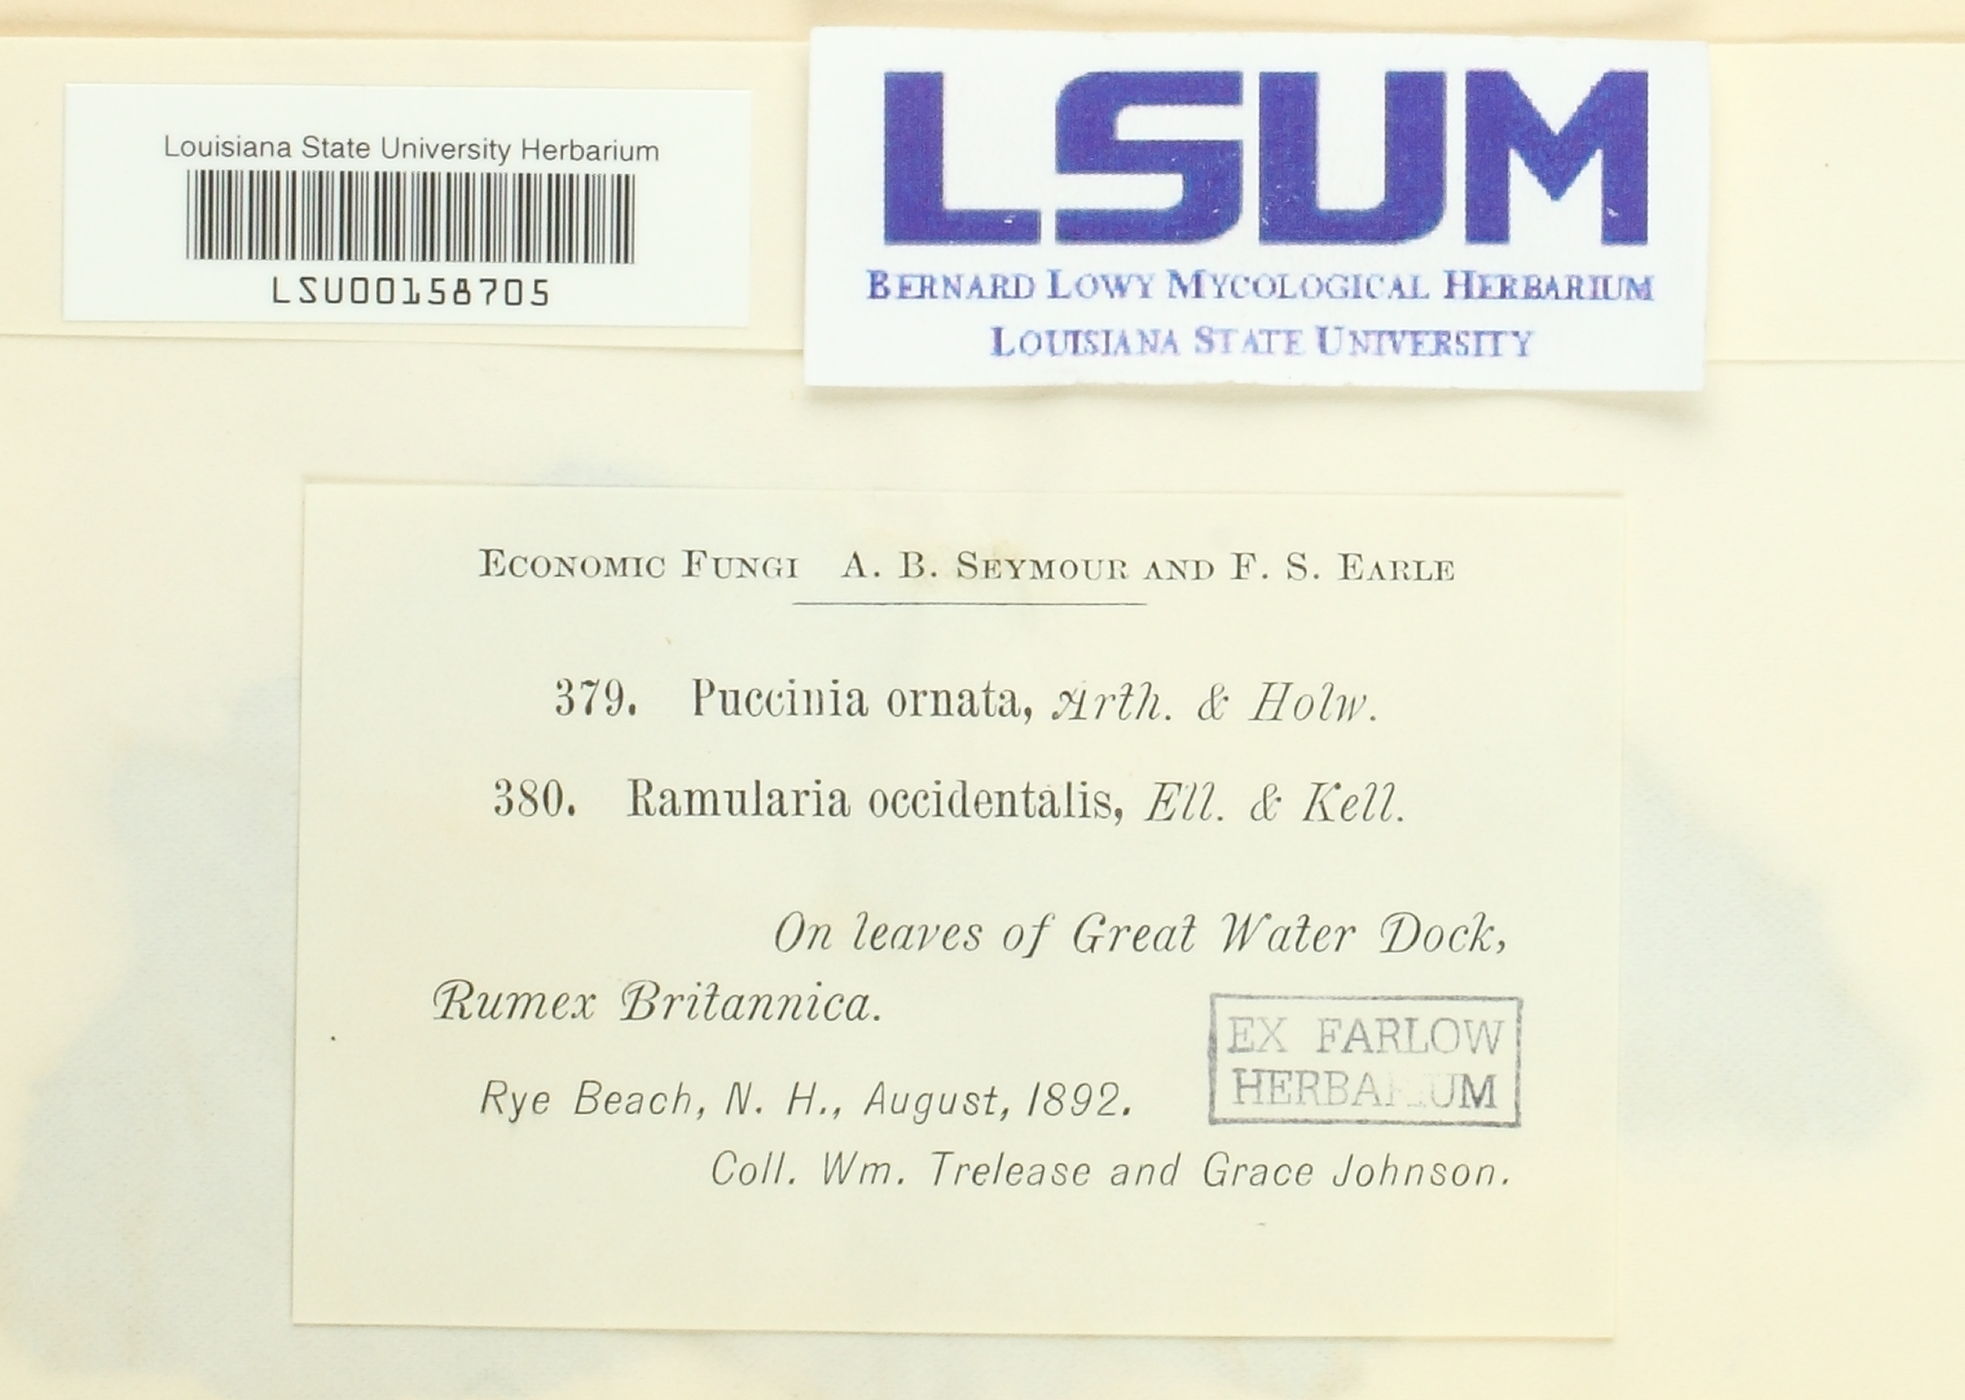 Louisiana State University Herbarium
LSU00158705
LSUM
BERNARD LOWY MYCOLOGICAL HERBARIUM
LOUISIANA STATE UNIVERSITY
ECONOMIC FUNGI A. B. SEYMOUR AND F. S. EARLE
379. Puccinia ornata, Arth. & Holw.
380. Ramularia occidentalis, Ell. & Kell.
On leaves of Great Water Dock,
Rumex Britannica.
EX FARLOW
HERBARIUM
Rye Beach, N. H., August, 1892.
Coll. Wm. Trelease and Grace Johnson.